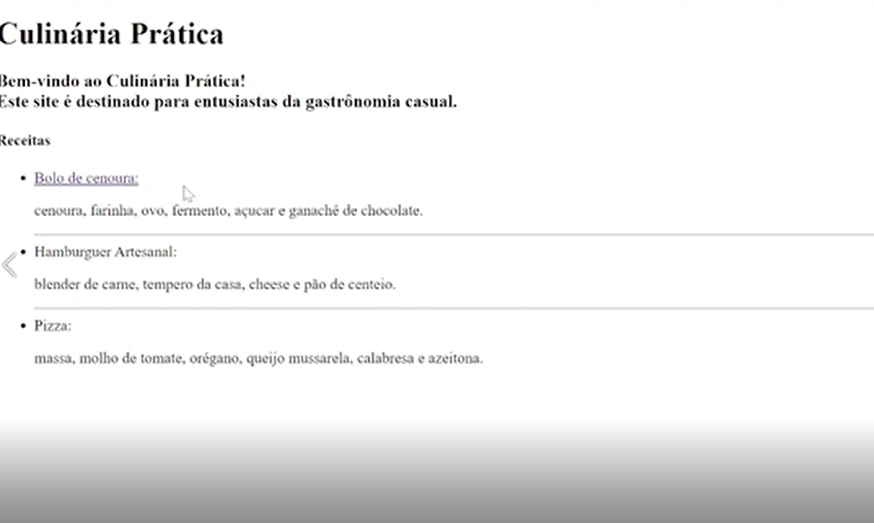 Culinária Prática
Bem-vindo ao Culinária Prática!
Este site é destinado para entusiastas da gastrônomia casual.
Receitas
• Bolo de cenoura:
cenoura, farinha, ovo, fermento, açucar e ganaché de chocolate.
• Hamburguer Artesanal:
blender de carne, tempero da casa, cheese e pão de centeio.
• Pizza:
massa, molho de tomate, orégano, queijo mussarela, calabresa e azeitona.